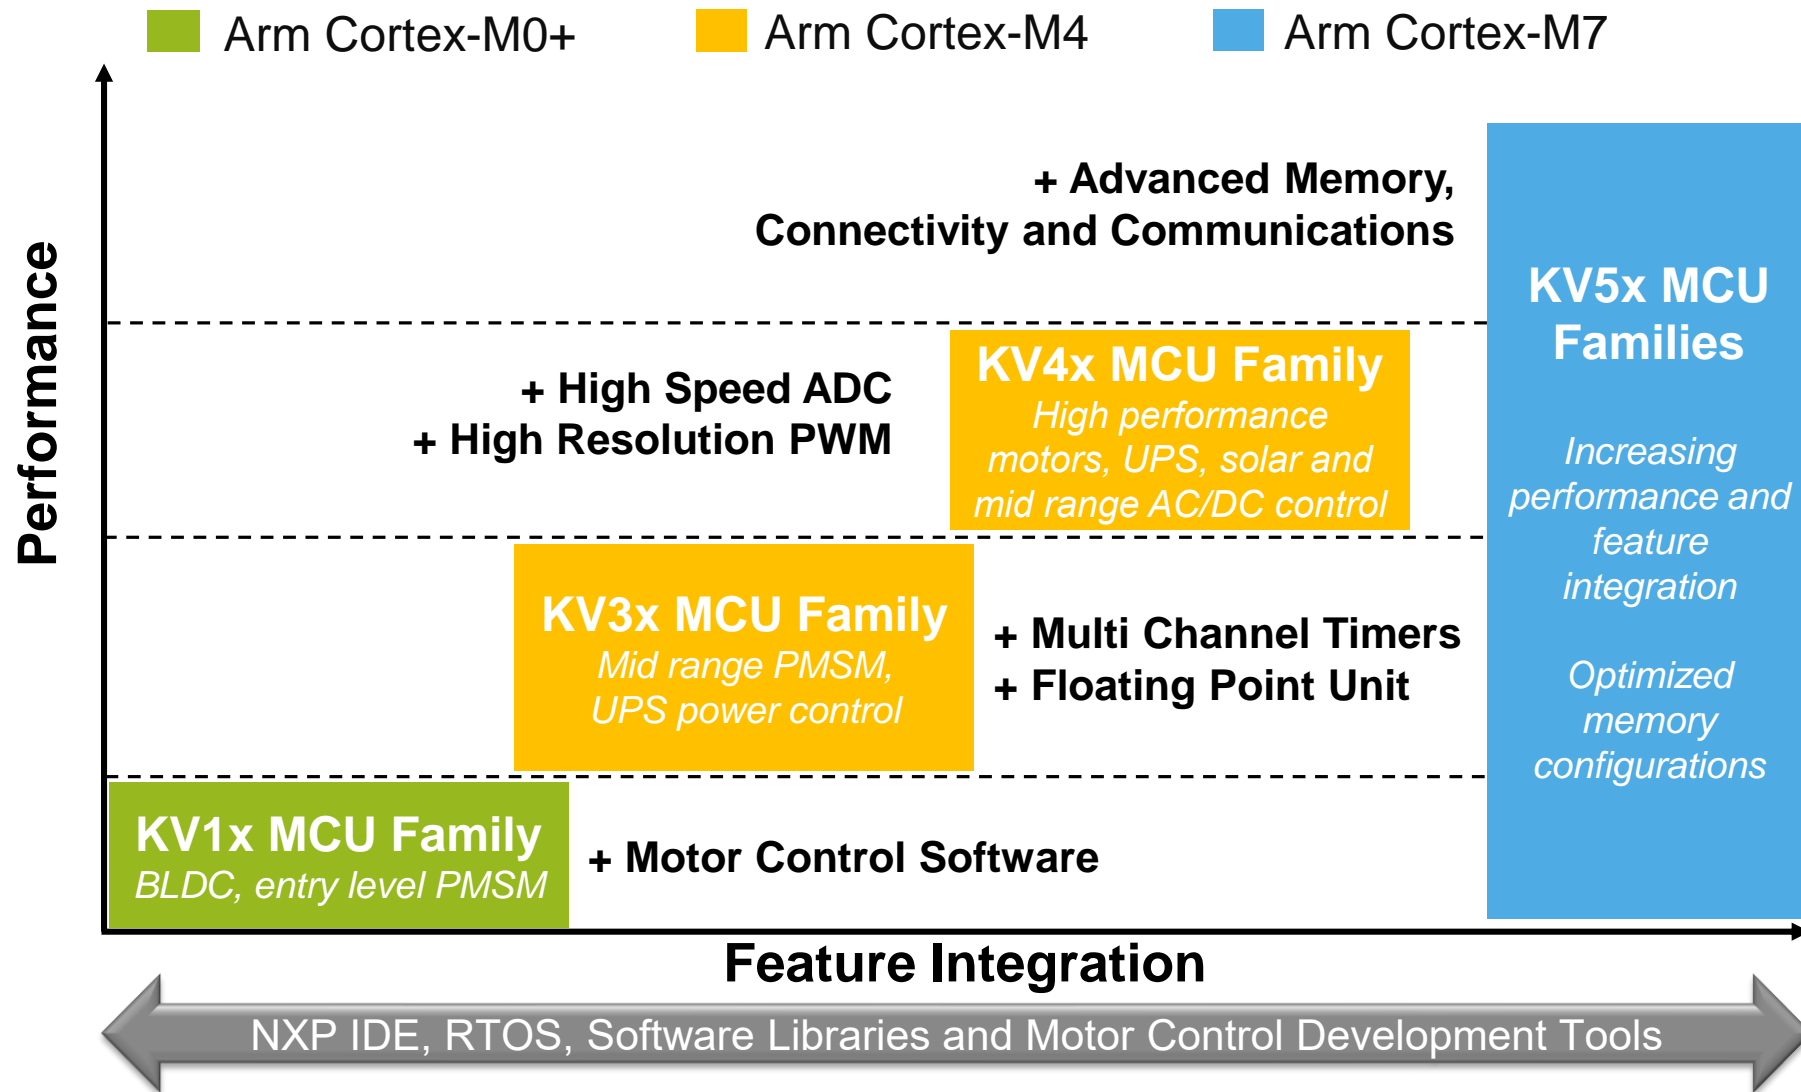 Arm Cortex-M0+
Arm Cortex-M4
Arm Cortex-M7
Performance
+ Advanced Memory,
Connectivity and Communications
KV5x MCU
Families
Increasing
performance and
feature
integration
Optimized
memory
configurations
+ High Speed ADC
+ High Resolution PWM
KV4x MCU Family
High performance
motors, UPS, solar and
mid range AC/DC control
KV3x MCU Family
Mid range PMSM,
UPS power control
+ Multi Channel Timers
+ Floating Point Unit
KV1x MCU Family
BLDC, entry level PMSM
+ Motor Control Software
Feature Integration
NXP IDE, RTOS, Software Libraries and Motor Control Development Tools